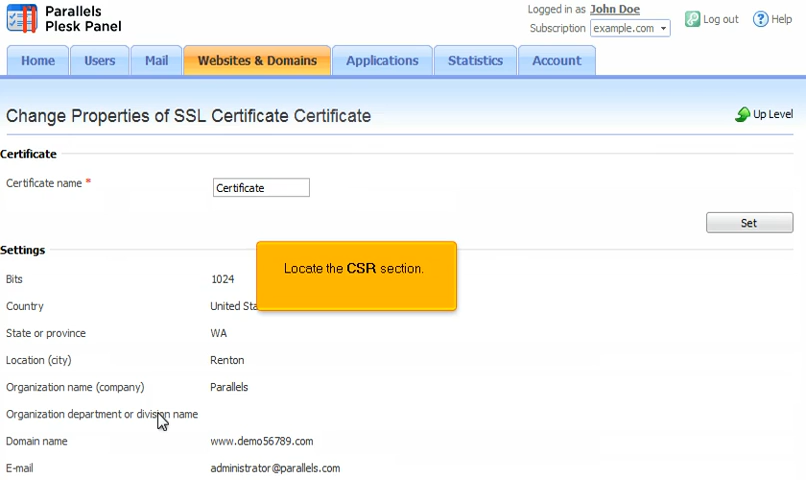 Parallels
Plesk Panel
Logged in as John Doe
Subscription example.com
Log out
Help
Home Users Mail Websites & Domains Applications Statistics Account
Change Properties of SSL Certificate Certificate
Up Level
Certificate
Certificate name * Certificate
Set
Settings
Locate the CSR section.
Bits 1024
Country United Sta
State or province WA
Location (city) Renton
Organization name (company) Parallels
Organization department or division name
Domain name www.demo56789.com
E-mail administrator@parallels.com